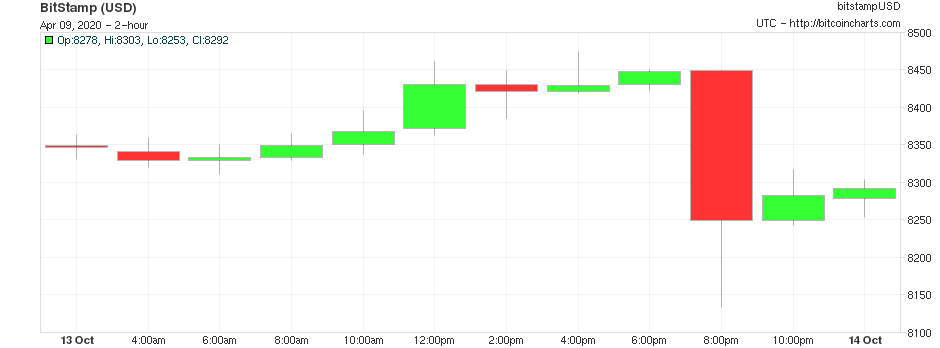 BitStamp (USD)
bitstampUSD
Apr 09, 2020 - 2-hour
UTC - http://bitcoincharts.com
Op:8278, Hi:8303, Lo:8253, Cl:8292
8500
8450
8400
8350
8300
8250
8200
8150
8100
13 Oct 4:00am 6:00am 8:00am 10:00am 12:00pm 2:00pm 4:00pm 6:00pm 8:00pm 10:00pm 14 Oct